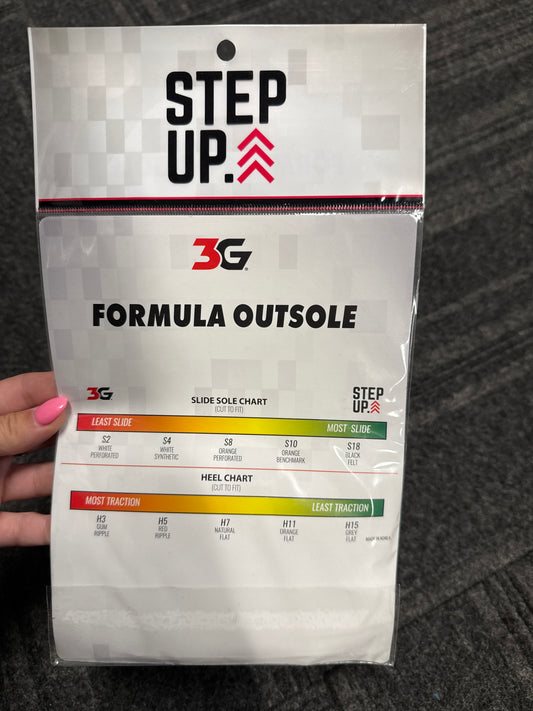 STEP
UP.
3G
FORMULA OUTSOLE
3G
SLIDE SOLE CHART
(CUT TO FIT)
STEP
UP.
LEAST SLIDE
MOST SLIDE
S2
WHITE
PERFORATED
S4
WHITE
SYNTHETIC
S8
ORANGE
PERFORATED
S10
ORANGE
BENCHMARK
S18
BLACK
FELT
HEEL CHART
(CUT TO FIT)
MOST TRACTION
LEAST TRACTION
H3
GUM
RIPPLE
H5
RED
RIPPLE
H7
NATURAL
FLAT
H11
ORANGE
FLAT
H15
GREY
FLAT
MADE IN KOREA